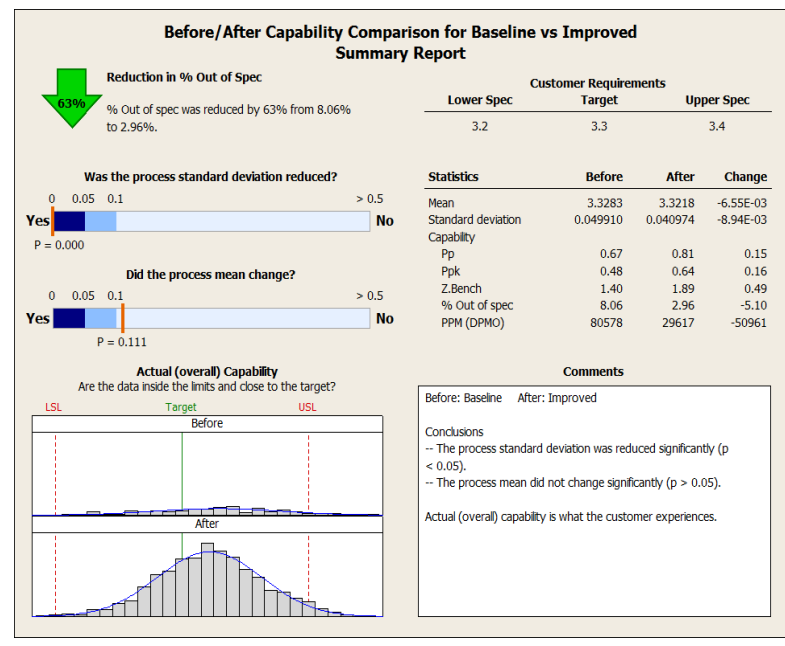 Before/After Capability Comparison for Baseline vs Improved
Summary Report
Reduction in % Out of Spec
63%
% Out of spec was reduced by 63% from 8.06%
to 2.96%.
Customer Requirements
Lower Spec Target Upper Spec
3.2 3.3 3.4
Was the process standard deviation reduced?
0 0.05 0.1 > 0.5
Yes No
P = 0.000
Did the process mean change?
0 0.05 0.1 > 0.5
Yes No
P = 0.111
Statistics Before After Change
Mean 3.3283 3.3218 -6.55E-03
Standard deviation 0.049910 0.040974 -8.94E-03
Capability
Pp 0.67 0.81 0.15
Ppk 0.48 0.64 0.16
Z.Bench 1.40 1.89 0.49
% Out of spec 8.06 2.96 -5.10
PPM (DPMO) 80578 29617 -50961
Actual (overall) Capability
Are the data inside the limits and close to the target?
LSL Target USL
Before
After
Comments
Before: Baseline After: Improved
Conclusions
-- The process standard deviation was reduced significantly (p
< 0.05).
-- The process mean did not change significantly (p > 0.05).
Actual (overall) capability is what the customer experiences.